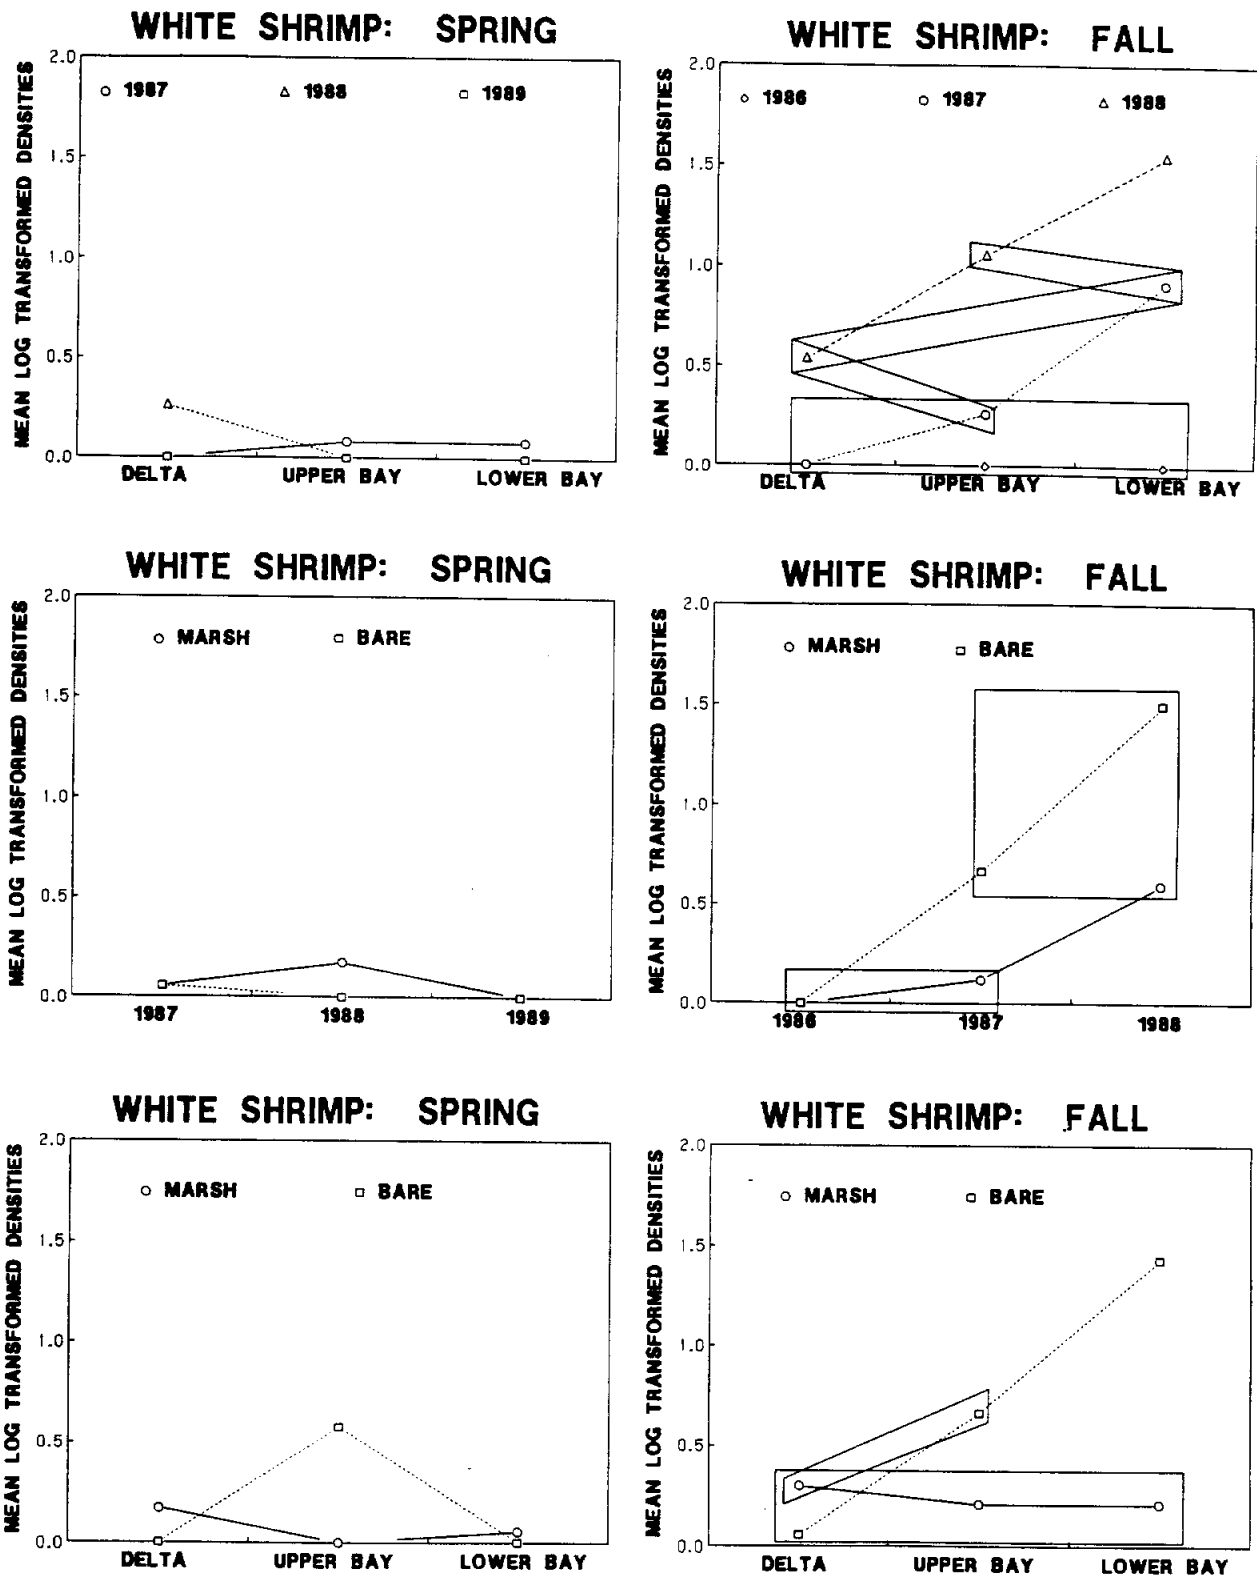 WHITE SHRIMP: SPRING
MEAN LOG TRANSFORMED DENSITIES
2.0
1.5
1.0
0.5
0.0
1987
1988
1989
DELTA
UPPER BAY
LOWER BAY
WHITE SHRIMP: FALL
MEAN LOG TRANSFORMED DENSITIES
2.0
1.5
1.0
0.5
0.0
1986
1987
1988
DELTA
UPPER BAY
LOWER BAY
WHITE SHRIMP: SPRING
MEAN LOG TRANSFORMED DENSITIES
2.0
1.5
1.0
0.5
0.0
MARSH
BARE
1987
1988
1989
WHITE SHRIMP: FALL
MEAN LOG TRANSFORMED DENSITIES
2.0
1.5
1.0
0.5
0.0
MARSH
BARE
1986
1987
1988
WHITE SHRIMP: SPRING
MEAN LOG TRANSFORMED DENSITIES
2.0
1.5
1.0
0.5
0.0
MARSH
BARE
DELTA
UPPER BAY
LOWER BAY
WHITE SHRIMP: FALL
MEAN LOG TRANSFORMED DENSITIES
2.0
1.5
1.0
0.5
0.0
MARSH
BARE
DELTA
UPPER BAY
LOWER BAY